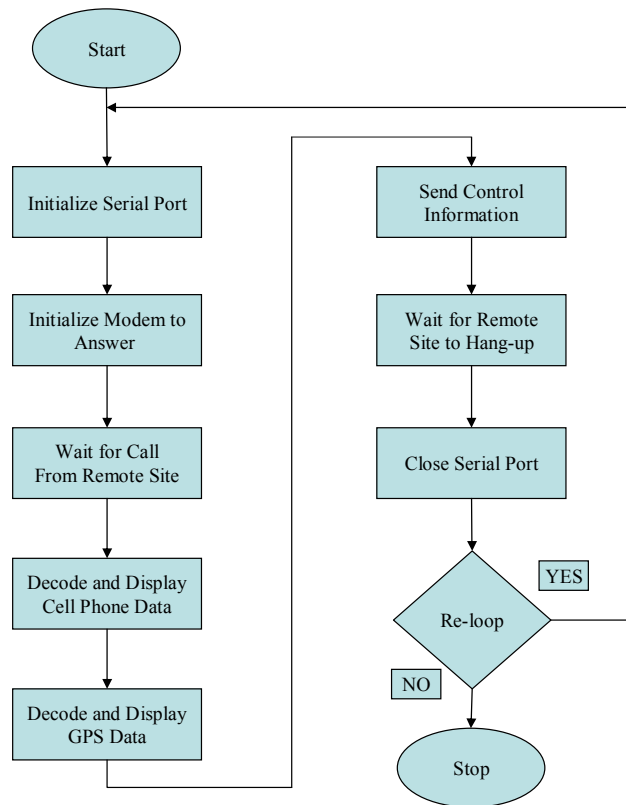 Start
Initialize Serial Port
Initialize Modem to
Answer
Wait for Call
From Remote Site
Decode and Display
Cell Phone Data
Decode and Display
GPS Data
Send Control
Information
Wait for Remote
Site to Hang-up
Close Serial Port
Re-loop
YES
NO
Stop